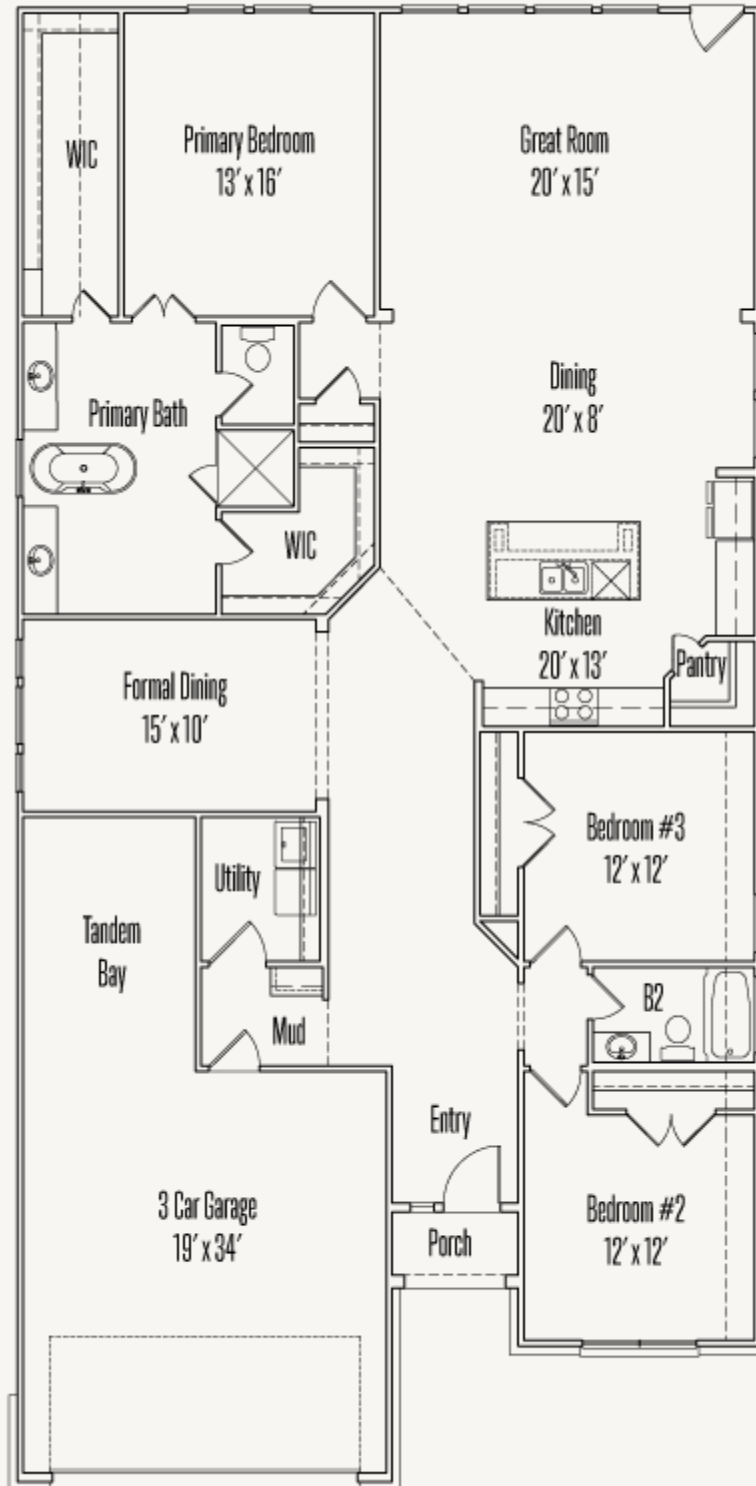 WIC
Primary Bedroom
13' x 16'
Great Room
20' x 15'
Primary Bath
Dining
20' x 8'
WIC
Kitchen
20' x 13'
Pantry
Formal Dining
15' x 10'
Bedroom #3
12' x 12'
Utility
Tandem
Bay
B2
Mud
Entry
3 Car Garage
19' x 34'
Porch
Bedroom #2
12' x 12'